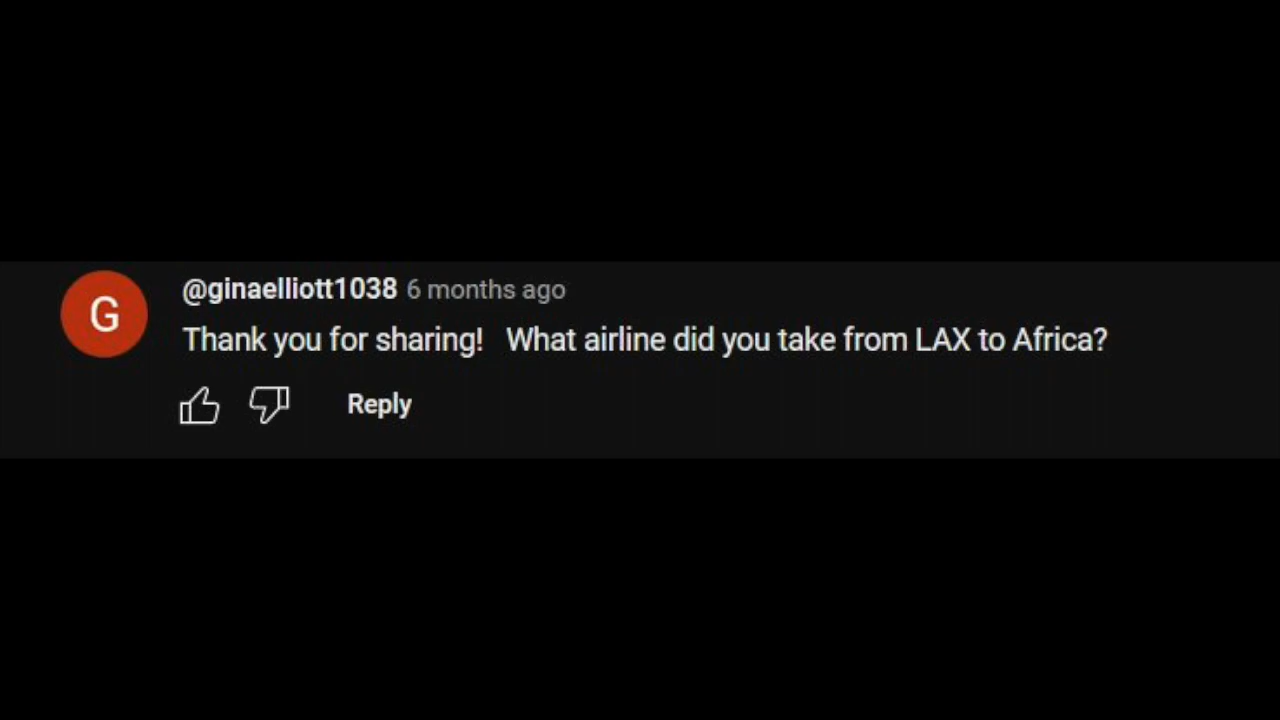 G
@ginaelliott1038 6 months ago
Thank you for sharing!   What airline did you take from LAX to Africa?
Reply